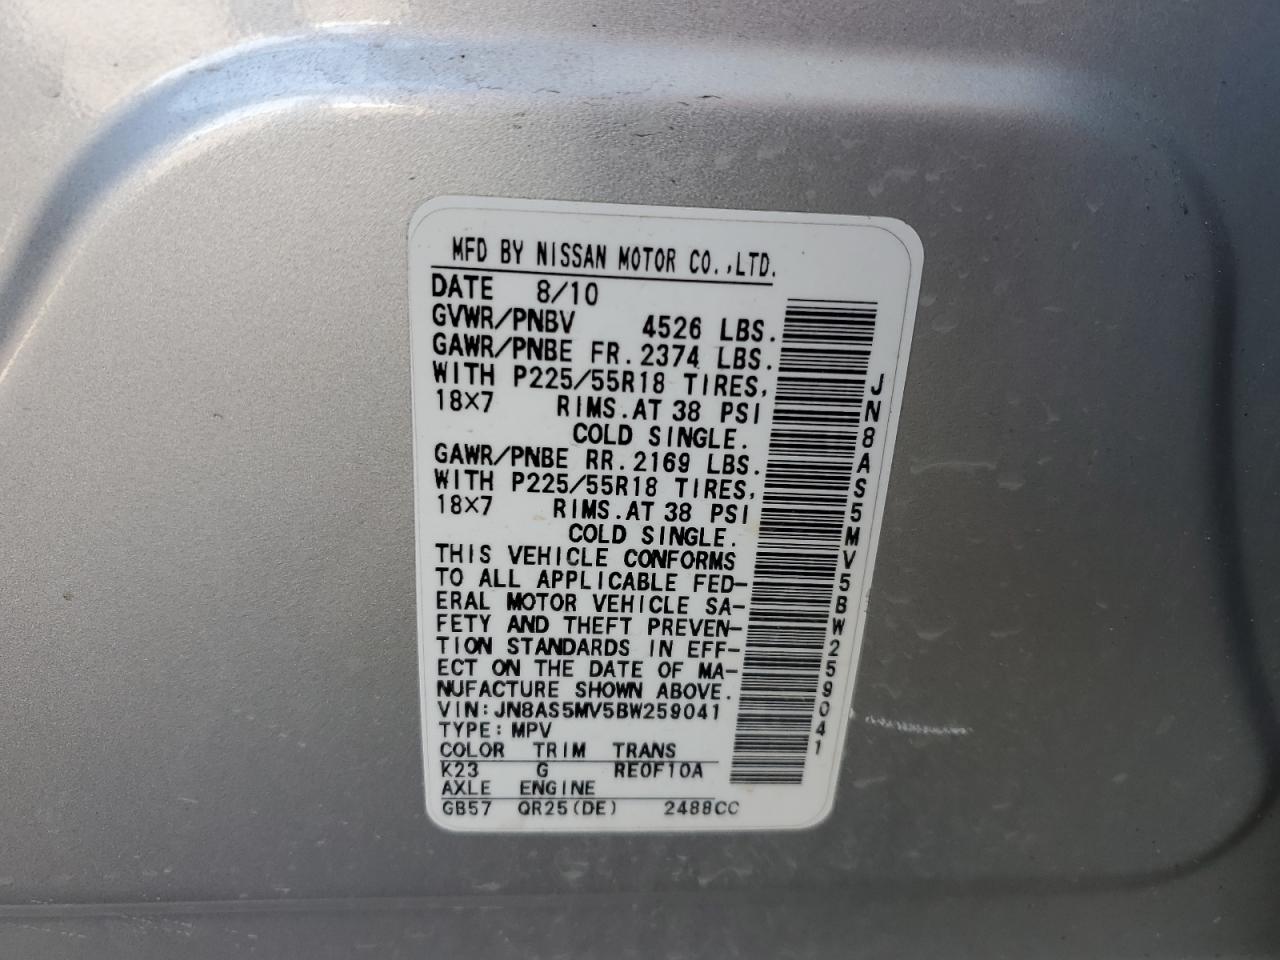 MFD BY NISSAN MOTOR CO.,LTD.
DATE 8/10
GVWR/PNBV 4526 LBS.
GAWR/PNBE FR.2374 LBS.
WITH P225/55R18 TIRES,
18X7 RIMS.AT 38 PSI
COLD SINGLE.
GAWR/PNBE RR.2169 LBS.
WITH P225/55R18 TIRES,
18X7 RIMS.AT 38 PSI
COLD SINGLE.
THIS VEHICLE CONFORMS
TO ALL APPLICABLE FED-
ERAL MOTOR VEHICLE SA-
FETY AND THEFT PREVEN-
TION STANDARDS IN EFF-
ECT ON THE DATE OF MA-
NUFACTURE SHOWN ABOVE.
VIN:JN8AS5MV5BW259041
TYPE:MPV
COLOR TRIM TRANS
K23 G RE0F10A
AXLE ENGINE
GB57 QR25(DE) 2488CC
JN8AS5MV5BW259041